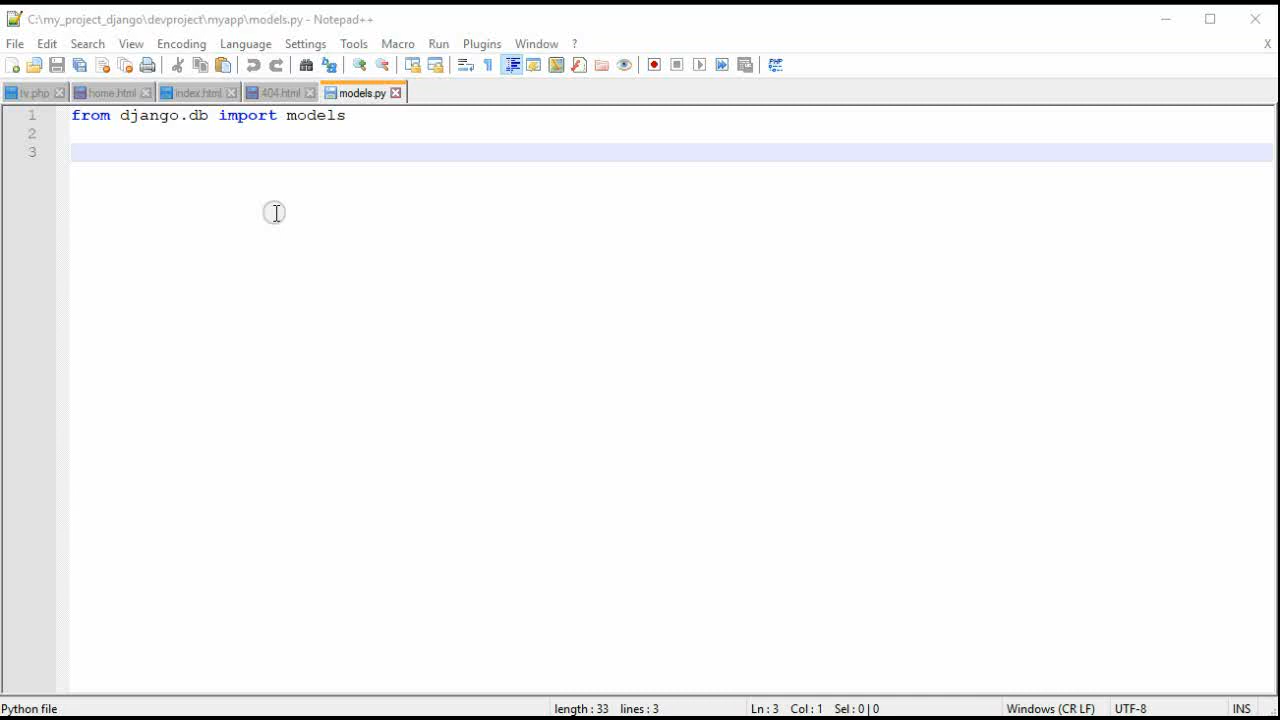 C:\my_project_django\devproject\myapp\models.py - Notepad++
File Edit Search View Encoding Language Settings Tools Macro Run Plugins Window ? X
tv.php home.html index.html 404.html models.py
1 from django.db import models
2
3
Python file length : 33 lines : 3 Ln : 3 Col : 1 Sel : 0 | 0 Windows (CR LF) UTF-8 INS